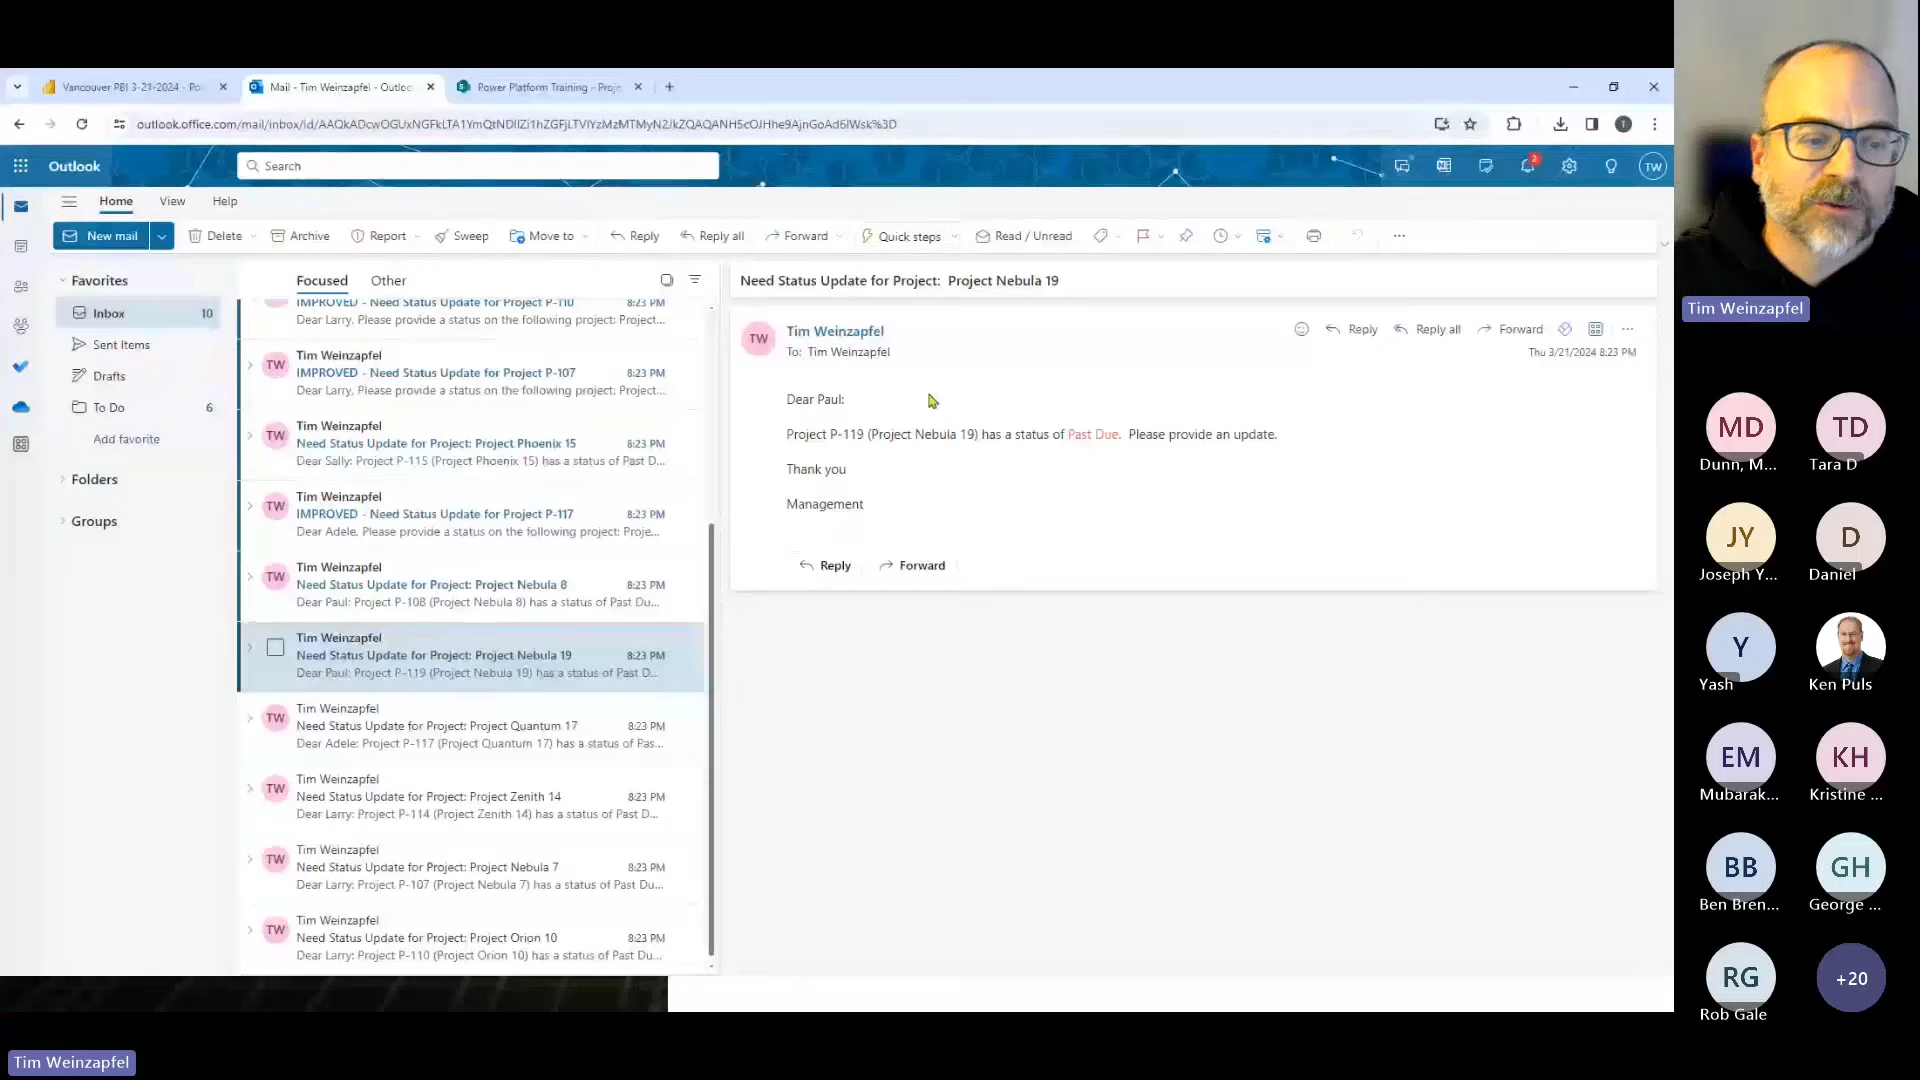 Vancouver PBI 3-21-2024 - Po
Mail - Tim Weinzapfel - Outloo
Power Platform Training - Proje
Outlook
Search
2
TW
Home
View
Help
New mail
Delete
Archive
Report
Sweep
Move to
Reply
Reply all
Forward
Quick steps
Read / Unread
Favorites
Inbox
10
Sent Items
Drafts
To Do
6
Add favorite
Folders
Groups
Focused
Other
IMPROVED - Need Status Update for Project P-110
8:23 PM
Dear Larry, Please provide a status on the following project: Project...
TW
Tim Weinzapfel
IMPROVED - Need Status Update for Project P-107
8:23 PM
Dear Larry, Please provide a status on the following project: Project...
TW
Tim Weinzapfel
Need Status Update for Project: Project Phoenix 15
8:23 PM
Dear Sally: Project P-115 (Project Phoenix 15) has a status of Past D...
TW
Tim Weinzapfel
IMPROVED - Need Status Update for Project P-117
8:23 PM
Dear Adele, Please provide a status on the following project: Proje...
TW
Tim Weinzapfel
Need Status Update for Project: Project Nebula 8
8:23 PM
Dear Paul: Project P-108 (Project Nebula 8) has a status of Past Du...
Tim Weinzapfel
Need Status Update for Project: Project Nebula 19
8:23 PM
Dear Paul: Project P-119 (Project Nebula 19) has a status of Past D...
TW
Tim Weinzapfel
Need Status Update for Project: Project Quantum 17
8:23 PM
Dear Adele: Project P-117 (Project Quantum 17) has a status of Pas...
TW
Tim Weinzapfel
Need Status Update for Project: Project Zenith 14
8:23 PM
Dear Larry: Project P-114 (Project Zenith 14) has a status of Past D...
TW
Tim Weinzapfel
Need Status Update for Project: Project Nebula 7
8:23 PM
Dear Larry: Project P-107 (Project Nebula 7) has a status of Past Du...
TW
Tim Weinzapfel
Need Status Update for Project: Project Orion 10
8:23 PM
Dear Larry: Project P-110 (Project Orion 10) has a status of Past Du...
Need Status Update for Project: Project Nebula 19
TW
Tim Weinzapfel
To: Tim Weinzapfel
Reply
Reply all
Forward
Thu 3/21/2024 8:23 PM
Dear Paul:
Project P-119 (Project Nebula 19) has a status of Past Due. Please provide an update.
Thank you
Management
Reply
Forward
Tim Weinzapfel
MD
Dunn, M...
TD
Tara D
JY
Joseph Y...
D
Daniel
Y
Yash
Ken Puls
EM
Mubarak...
KH
Kristine ...
BB
Ben Bren...
GH
George ...
RG
Rob Gale
+20
Tim Weinzapfel